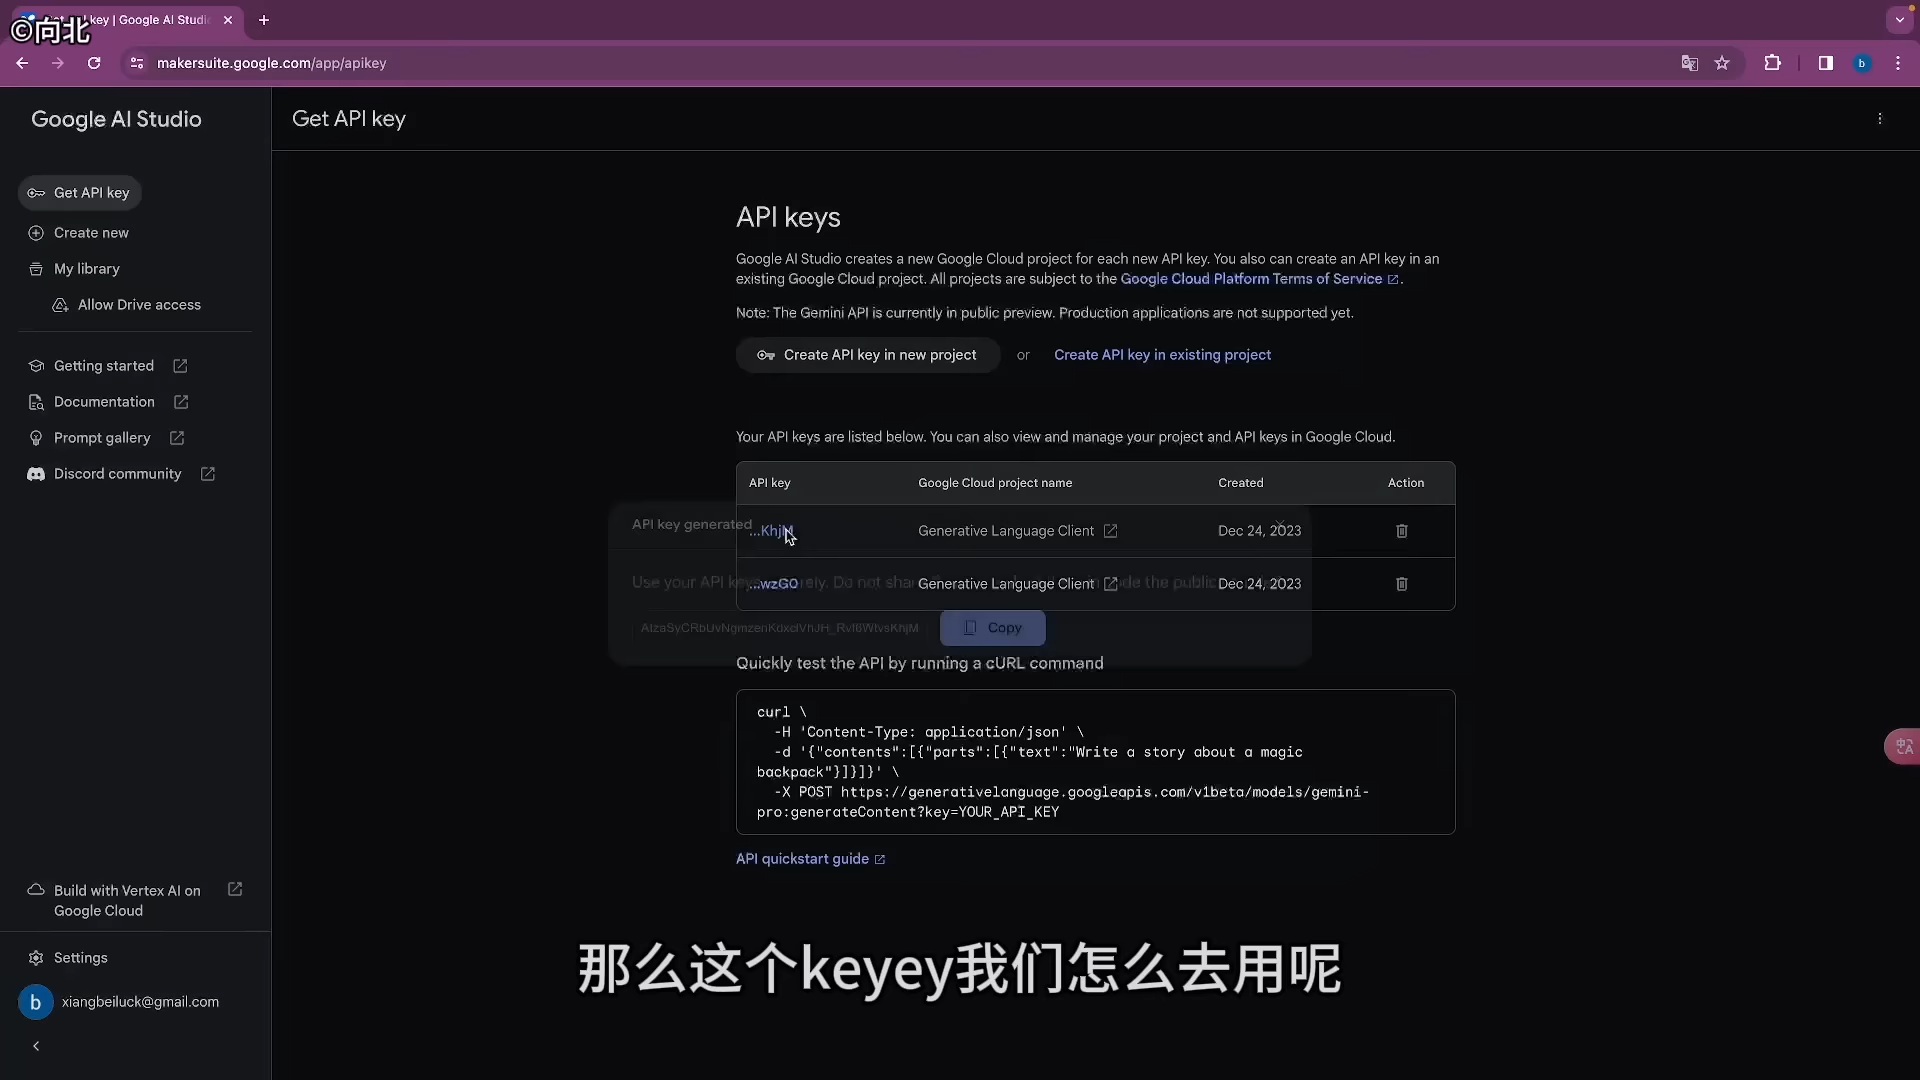 ©向北
key | Google AI Studi
makersuite.google.com/app/apikey
b
Google AI Studio
Get API key
Get API key
Create new
My library
Allow Drive access
Getting started
Documentation
Prompt gallery
Discord community
Build with Vertex AI on
Google Cloud
Settings
b
xiangbeiluck@gmail.com
API keys
Google AI Studio creates a new Google Cloud project for each new API key. You also can create an API key in an
existing Google Cloud project. All projects are subject to the Google Cloud Platform Terms of Service.
Note: The Gemini API is currently in public preview. Production applications are not supported yet.
Create API key in new project or Create API key in existing project
Your API keys are listed below. You can also view and manage your project and API keys in Google Cloud.
API key Google Cloud project name Created Action
API key generated
...KhjM Generative Language Client Dec 24, 2023
Use your API keys Do not share the public
...wzG0 Generative Language Client Dec 24, 2023
Copy
Quickly test the API by running a cURL command
curl \
-H 'Content-Type: application/json' \
-d '{"contents":[{"parts":[{"text":"Write a story about a magic
backpack"}]}]}' \
-X POST https://generativelanguage.googleapis.com/v1beta/models/gemini-
pro:generateContent?key=YOUR_API_KEY
API quickstart guide
那么这个keyey我们怎么去用呢